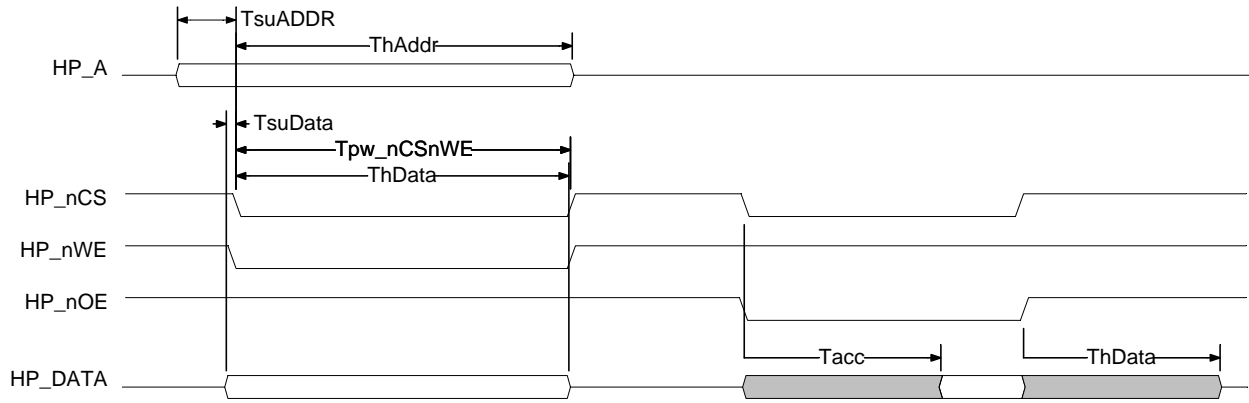 TsuADDR
ThAddr
HP_A
TsuData
Tpw_nCSnWE
ThData
HP_nCS
HP_nWE
HP_nOE
Tacc
ThData
HP_DATA